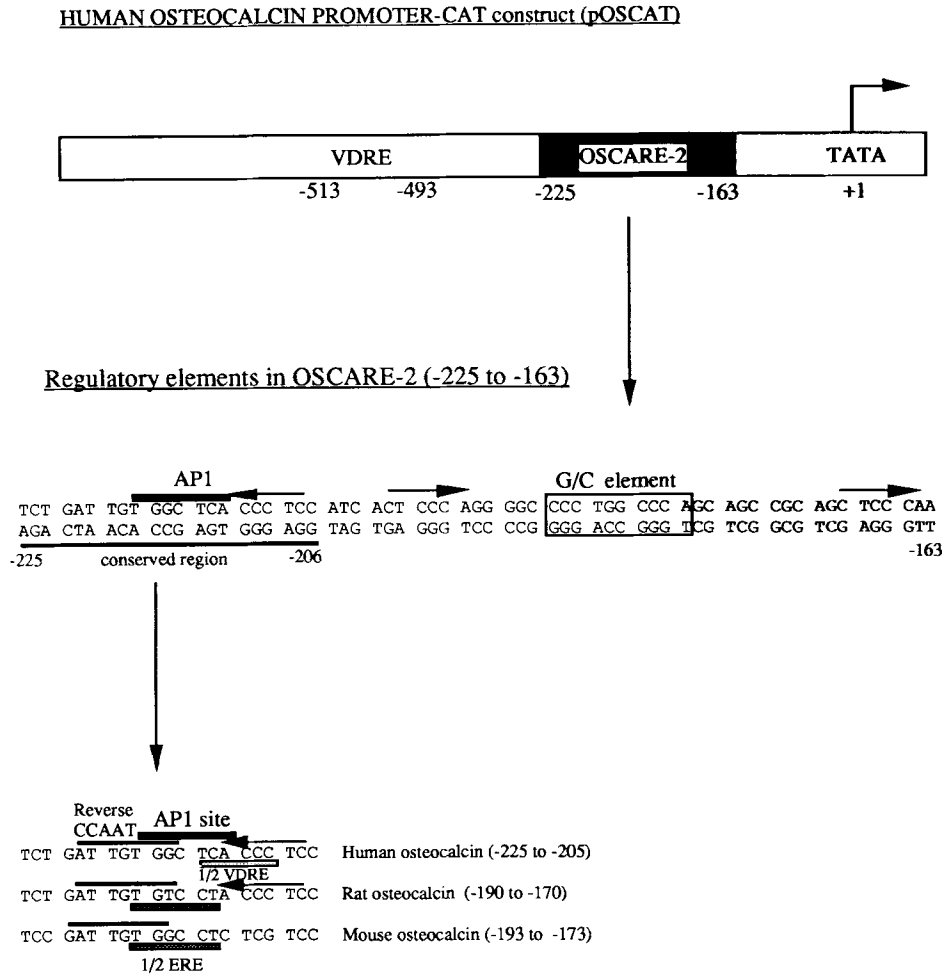 HUMAN OSTEOCALCIN PROMOTER-CAT construct (pOSCAT)
VDRE OSCARE-2 TATA
-513 -493 -225 -163 +1
Regulatory elements in OSCARE-2 (-225 to -163)
AP1 G/C element
TCT GAT TGT GGC TCA CCC TCC ATC ACT CCC AGG GGC CCC TGG CCC AGC AGC CGC AGC TCC CAA
AGA CTA ACA CCG AGT GGG AGG TAG TGA GGG TCC CCG GGG ACC GGG TCG TCG GCG TCG AGG GTT
-225 conserved region -206 -163
Reverse
CCAAT AP1 site
TCT GATT TGT GGC TCA CCC TCC Human osteocalcin (-225 to -205)
1/2 VDRE
TCT GAT TGT GTCC CTA CCC TCC Rat osteocalcin (-190 to -170)
TCC GAT TGT GGC CTC TCG TCC Mouse osteocalcin (-193 to -173)
1/2 ERE